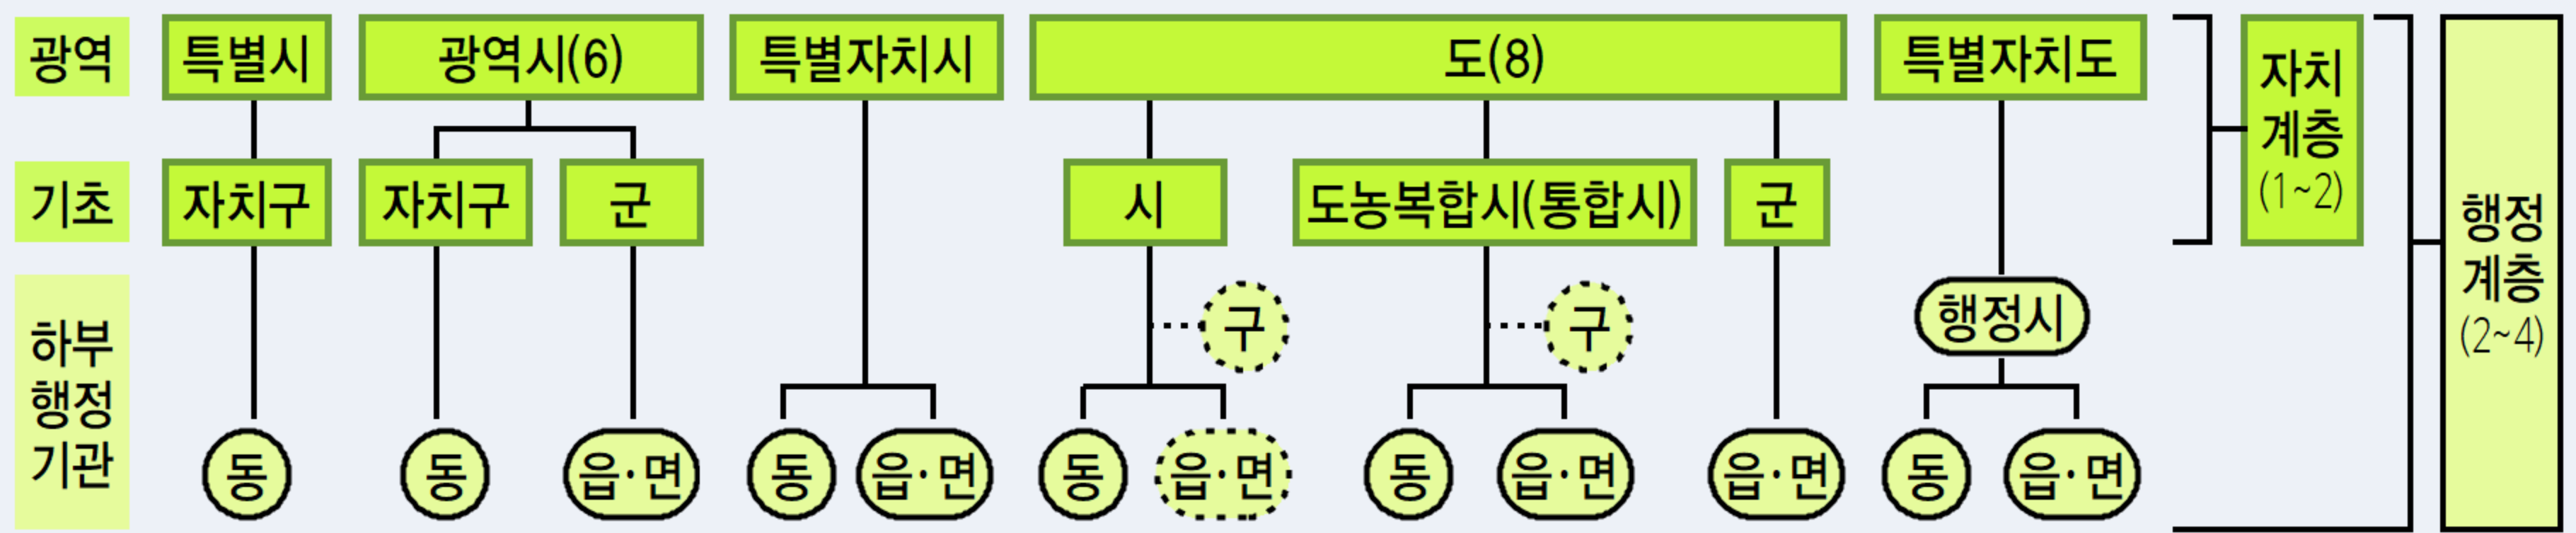 광역
특별시
광역시(6)
특별자치시
도(8)
특별자치도
자치
계층
(1~2)
행정
계층
(2~4)
기초
자치구
자치구
군
시
도농복합시(통합시)
군
하부
행정
기관
구
구
행정시
동
동
읍·면
동
읍·면
동
읍·면
동
읍·면
읍·면
동
읍·면